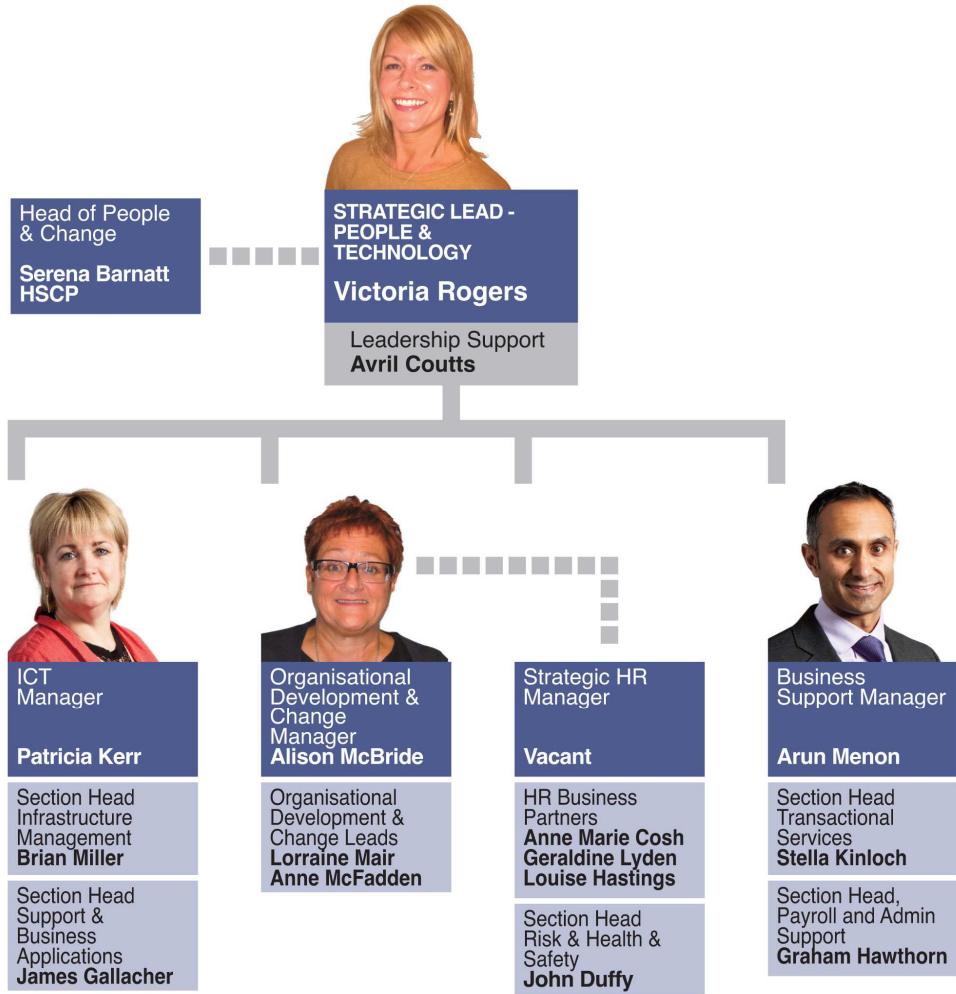 Head of People
& Change
Serena Barnatt
HSCP
STRATEGIC LEAD -
PEOPLE &
TECHNOLOGY
Victoria Rogers
Leadership Support
Avril Coutts
ICT
Manager
Patricia Kerr
Section Head
Infrastructure
Management
Brian Miller
Section Head
Support &
Business
Applications
James Gallacher
Organisational
Development &
Change
Manager
Alison McBride
Organisational
Development &
Change Leads
Lorraine Mair
Anne McFadden
Strategic HR
Manager
Vacant
HR Business
Partners
Anne Marie Cosh
Geraldine Lyden
Louise Hastings
Section Head
Risk & Health &
Safety
John Duffy
Business
Support Manager
Arun Menon
Section Head
Transactional
Services
Stella Kinloch
Section Head,
Payroll and Admin
Support
Graham Hawthorn